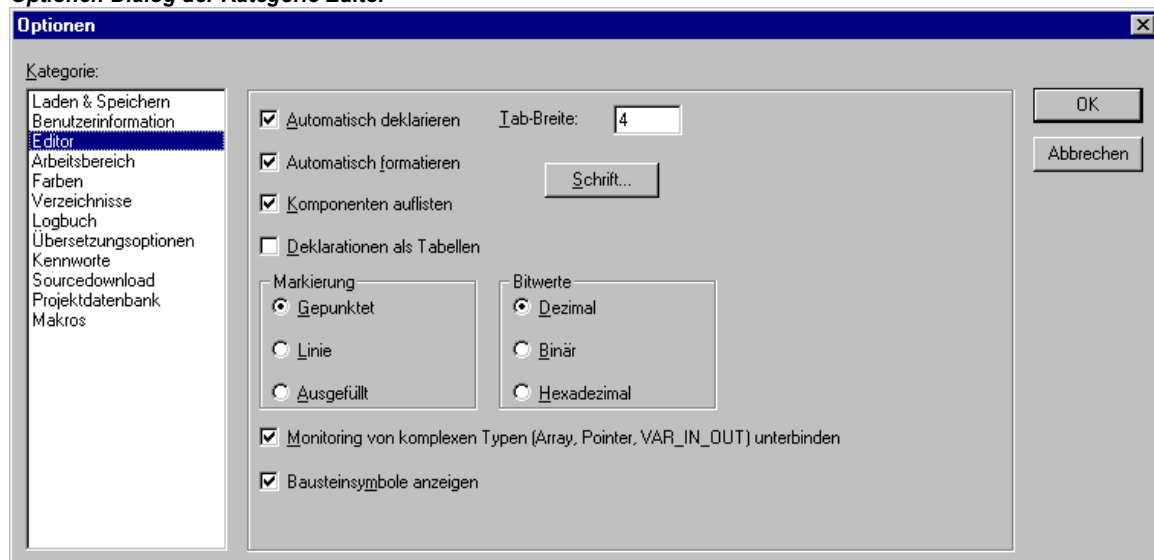 Optionen Dialog der Kategorie Editor
Optionen
Kategorie:
Laden & Speichern
Benutzerinformation
Editor
Arbeitsbereich
Farben
Verzeichnisse
Logbuch
Übersetzungsoptionen
Kennworte
Sourcedownload
Projektdatenbank
Makros
Automatisch deklarieren
Tab-Breite:
4
Automatisch formatieren
Schrift...
Komponenten auflisten
Deklarationen als Tabellen
Markierung
Gepunktet
Linie
Ausgefüllt
Bitwerte
Dezimal
Binär
Hexadezimal
Monitoring von komplexen Typen (Array, Pointer, VAR_IN_OUT) unterbinden
Bausteinsymbole anzeigen
OK
Abbrechen